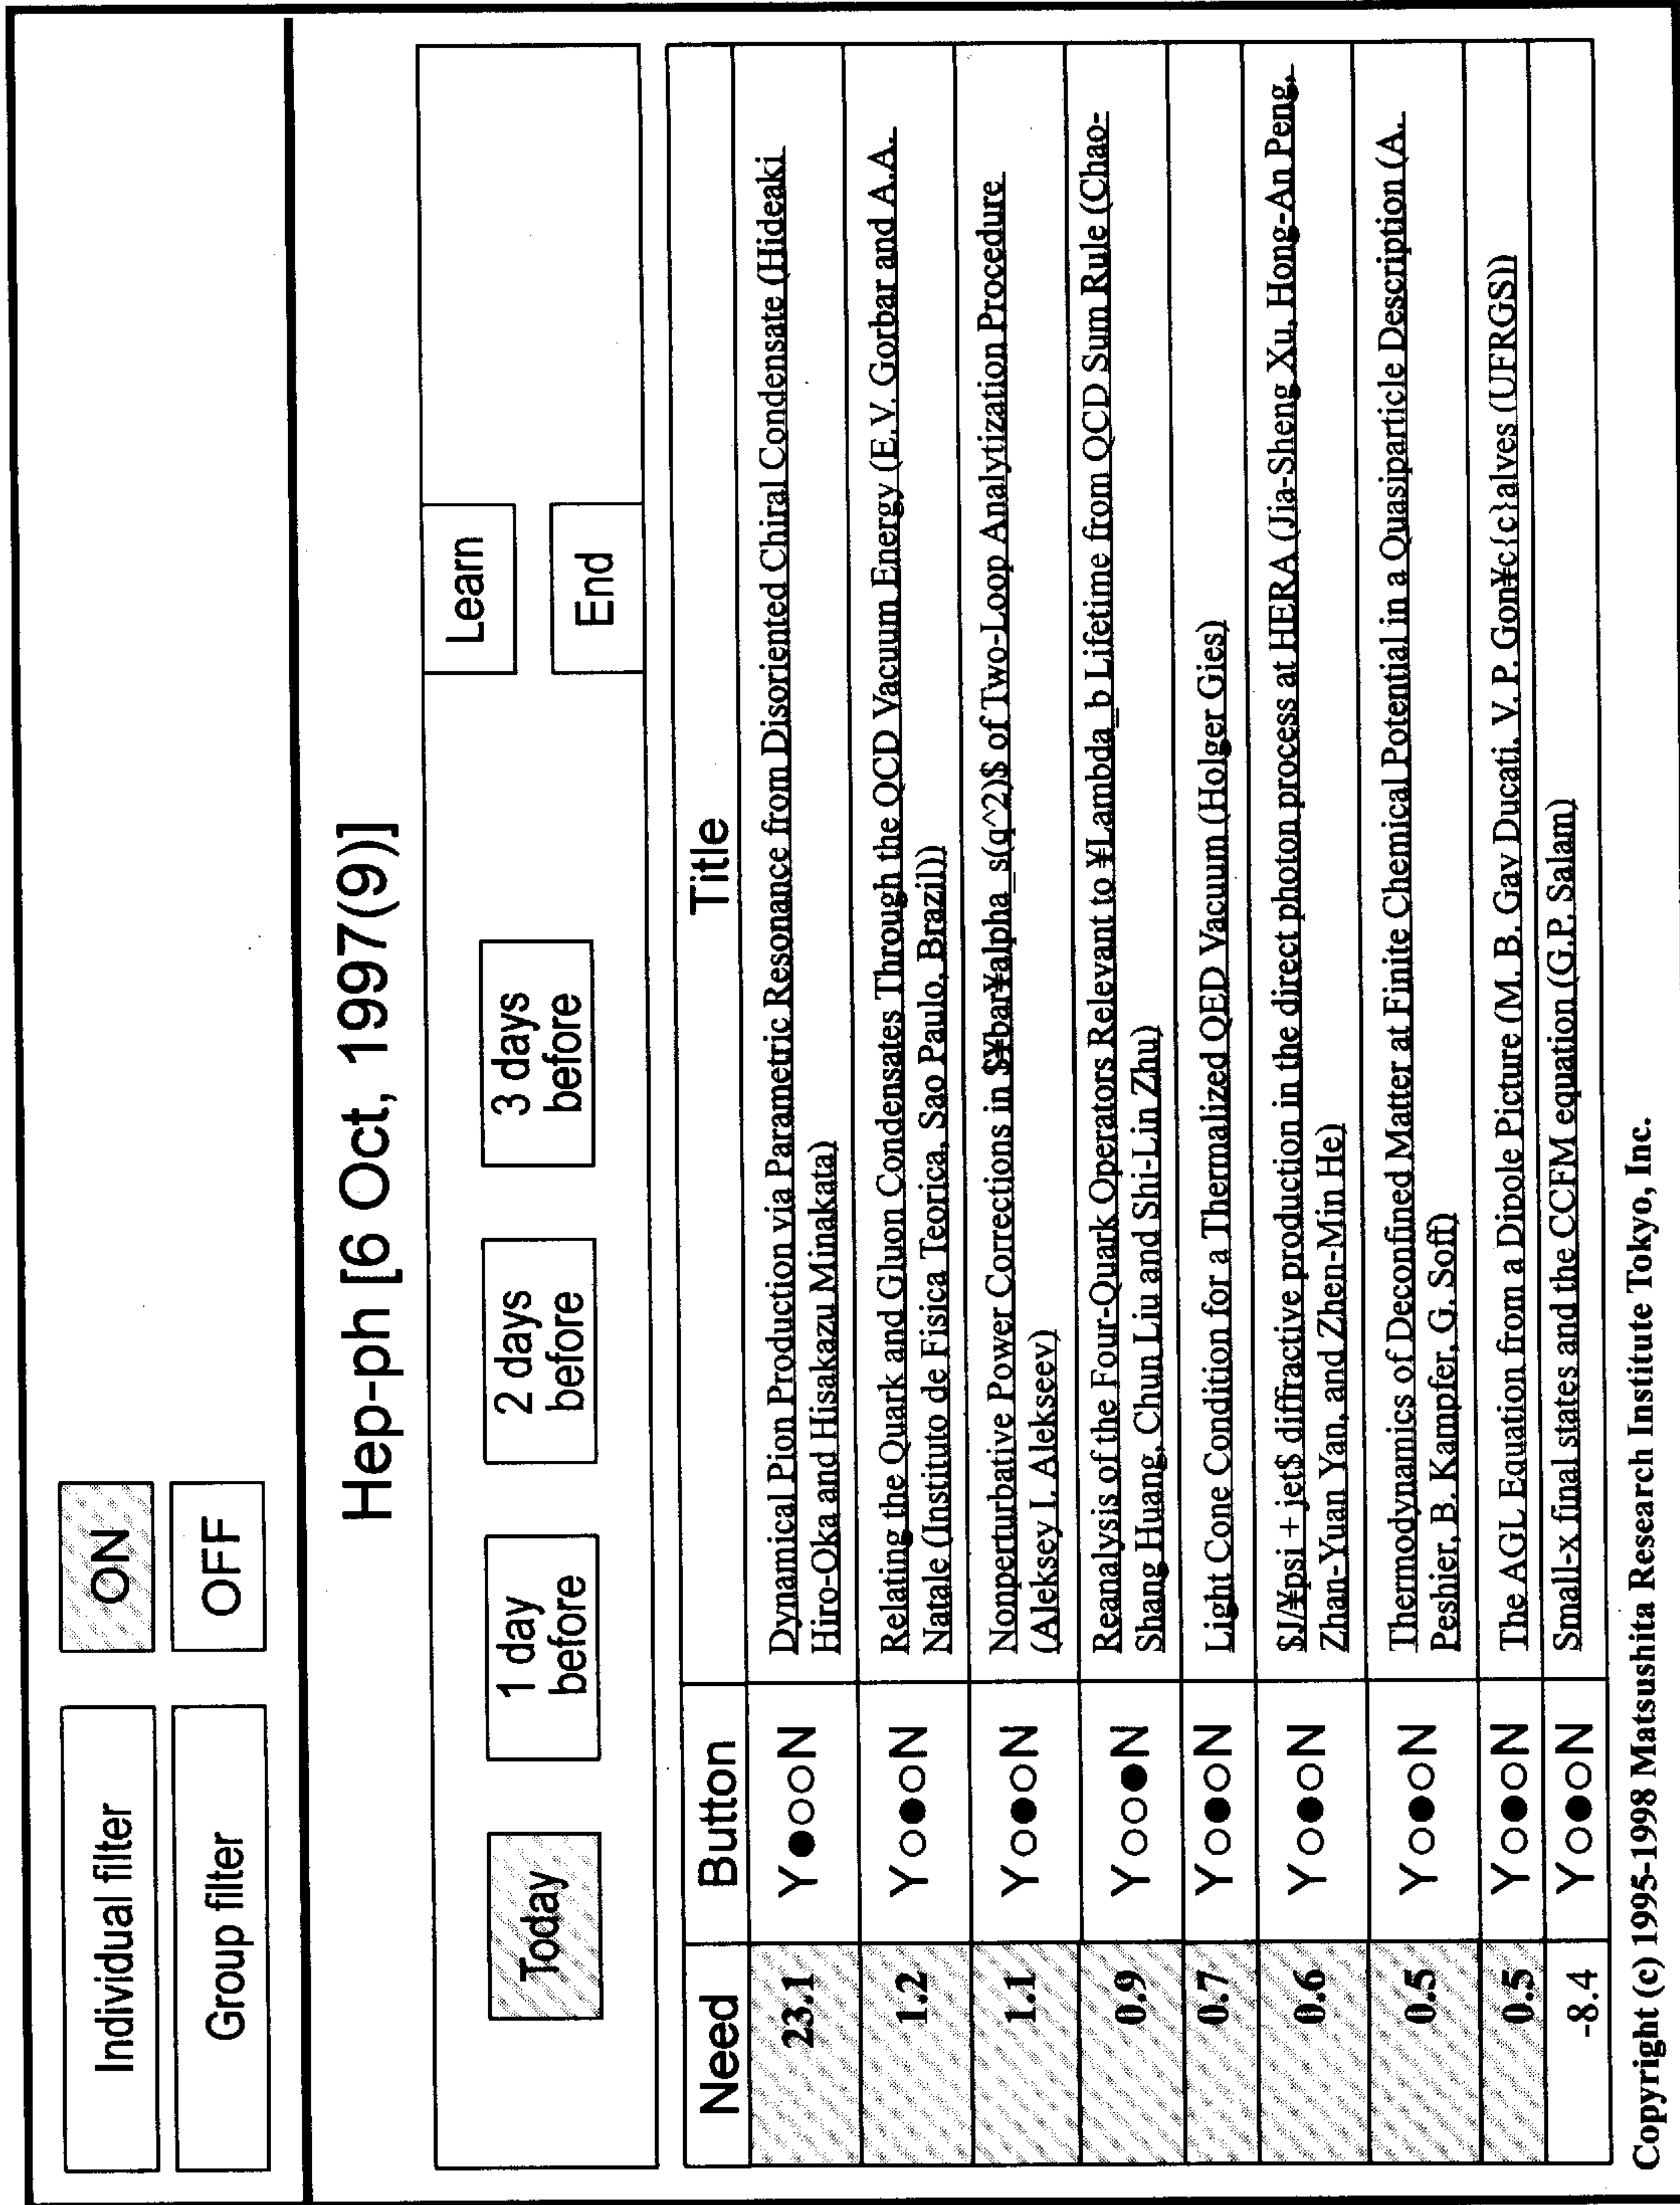 Individual filter
ON
Group filter
OFF
Hep-ph [6 Oct, 1997(9)]
Today
1 day
before
2 days
before
3 days
before
Learn
End
Need Button Title
23.1 Y●○○N Dynamical Pion Production via Parametric Resonance from Disoriented Chiral Condensate (Hideaki
Hiro-Oka and Hisakazu Minakata)
1.2 Y○●○N Relating the Quark and Gluon Condensates Through the QCD Vacuum Energy (E.V. Gorbar and A.A.
Natale (Instituto de Fisica Teorica, Sao Paulo, Brazil))
1.1 Y○●○N Nonperturbative Power Corrections in $¥bar¥alpha_s(q^2)$ of Two-Loop Analytization Procedure
(Aleksey I. Alekseev)
0.9 Y○○●N Reanalysis of the Four-Quark Operators Relevant to ¥Lambda_b Lifetime from QCD Sum Rule (Chao-
Shang Huang, Chun Liu and Shi-Lin Zhu)
0.7 Y○●○N Light Cone Condition for a Thermalized QED Vacuum (Holger Gies)
0.6 Y○●○N $J/¥psi + jet$ diffractive production in the direct photon process at HERA (Jia-Sheng Xu, Hong-An Peng,
Zhan-Yuan Yan, and Zhen-Min He)
0.5 Y○●○N Thermodynamics of Deconfined Matter at Finite Chemical Potential in a Quasiparticle Description (A.
Peshier, B. Kampfer, G. Soff)
0.5 Y○●○N The AGL Equation from a Dipole Picture (M. B. Gay Ducati, V. P. Gon¥c{c}alves (UFRGS))
-8.4 Y○●○N Small-x final states and the CCFM equation (G.P. Salam)
Copyright (c) 1995-1998 Matsushita Research Institute Tokyo, Inc.